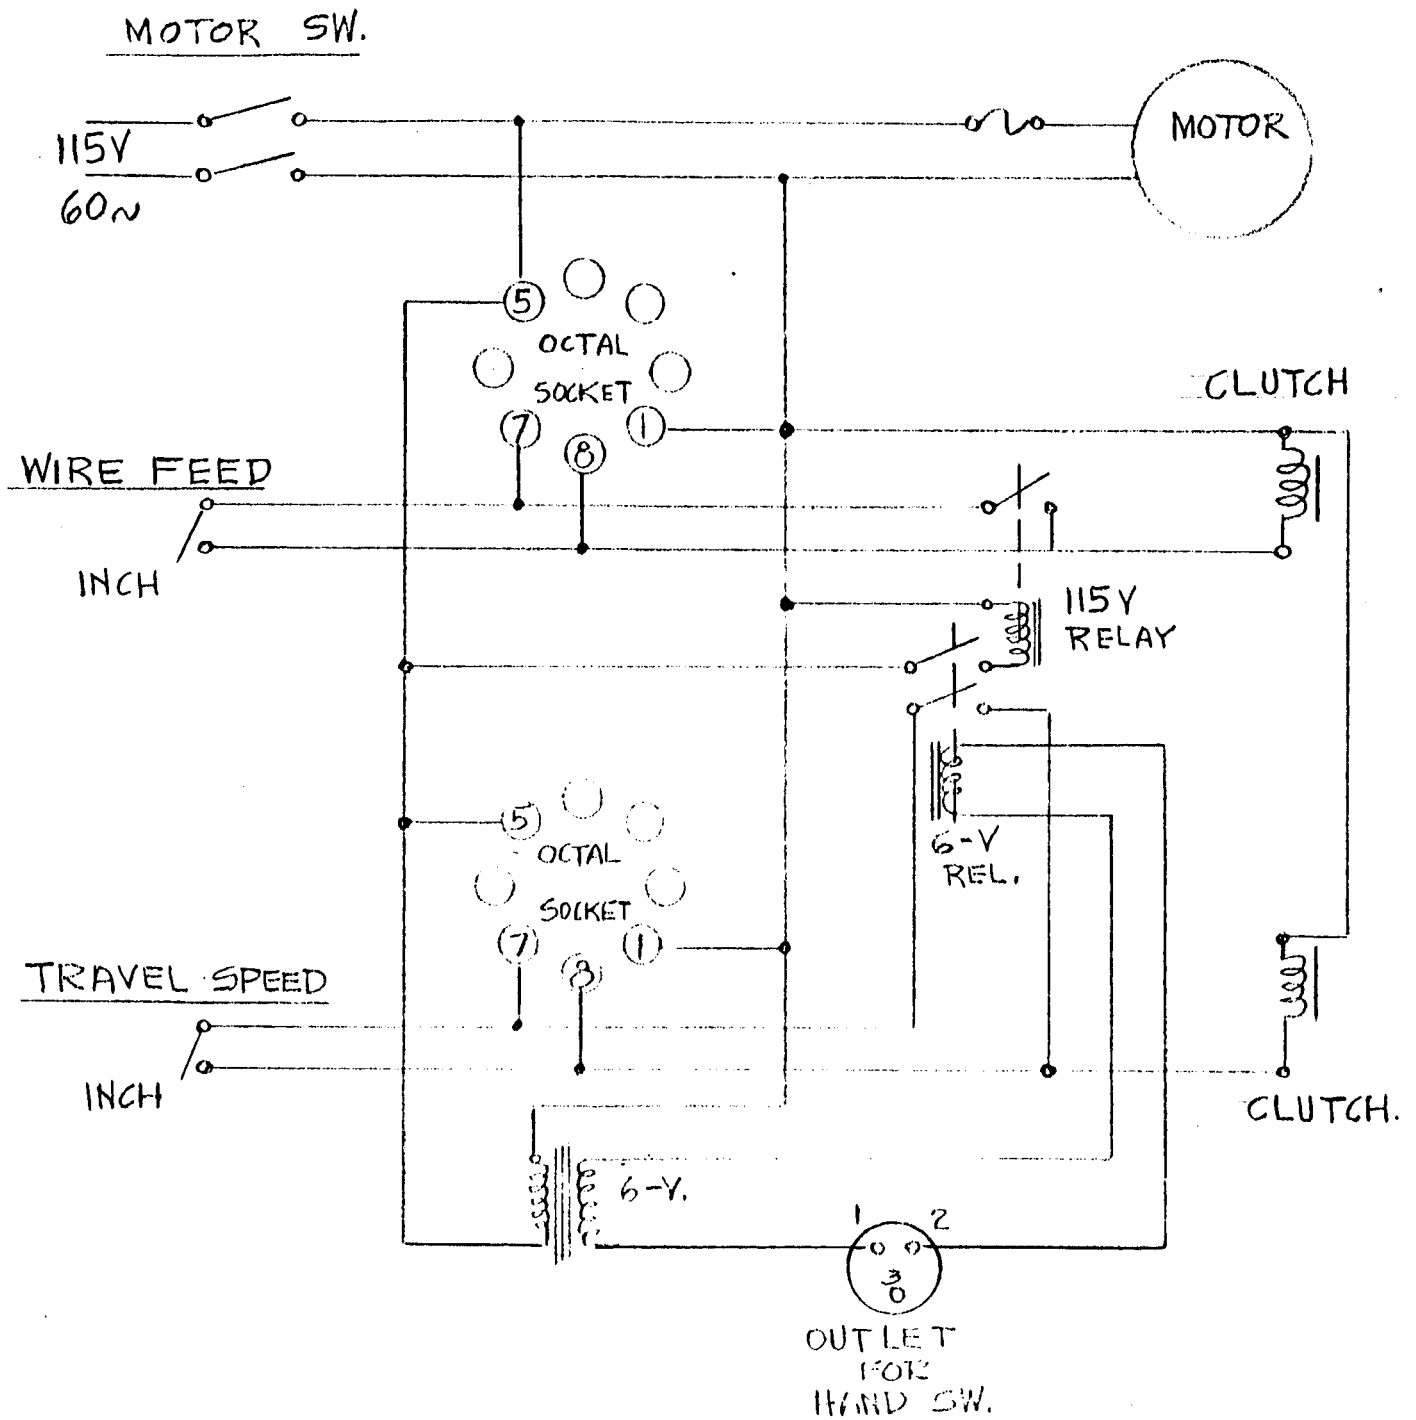 MOTOR SW.
115V
60~
MOTOR
5
OCTAL
SOCKET
7
1
8
CLUTCH
WIRE FEED
INCH
115V
RELAY
5
OCTAL
SOCKET
7
1
8
6-V
REL.
TRAVEL SPEED
INCH
CLUTCH.
6-V.
1 2
3
OUTLET
FOR
HAND SW.